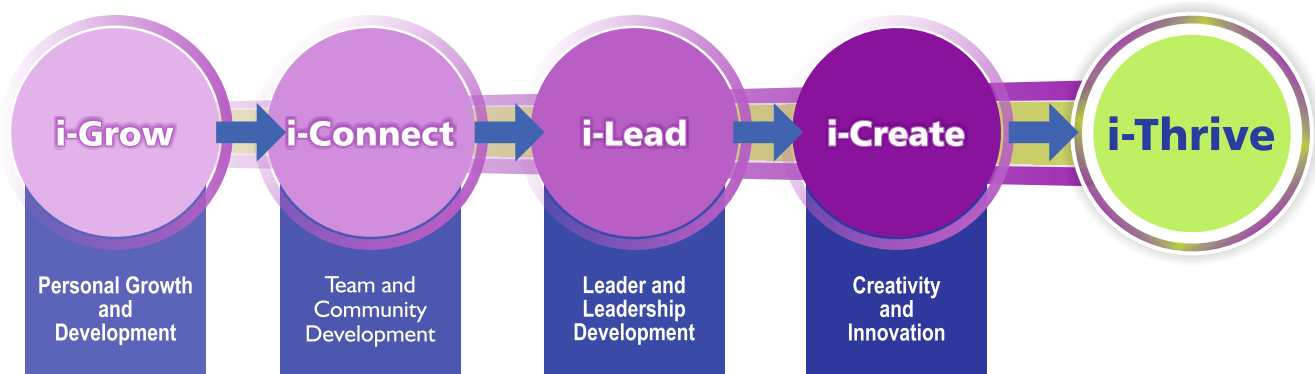 i-Grow
i-Connect
i-Lead
i-Create
i-Thrive
Personal Growth
and
Development
Team and
Community
Development
Leader and
Leadership
Development
Creativity
and
Innovation